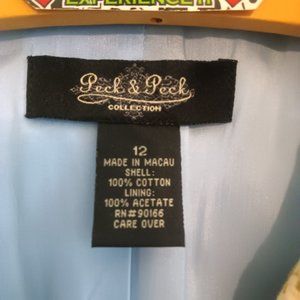 EXPERIENCE IT
Peck & Peck
COLLECTION
12
MADE IN MACAU
SHELL:
100% COTTON
LINING:
100% ACETATE
RN#90166
CARE OVER